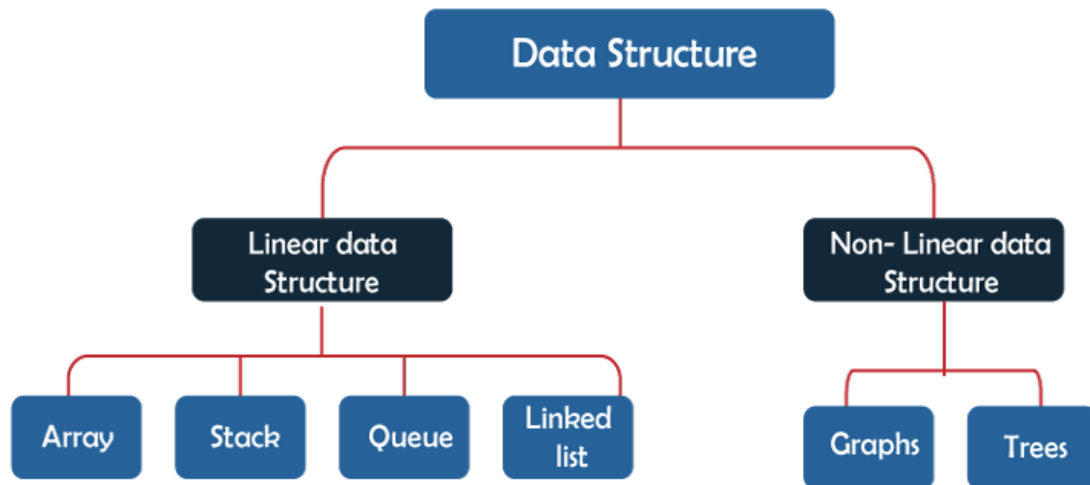 Data Structure
Linear data
Structure
Non- Linear data
Structure
Array
Stack
Queue
Linked
list
Graphs
Trees